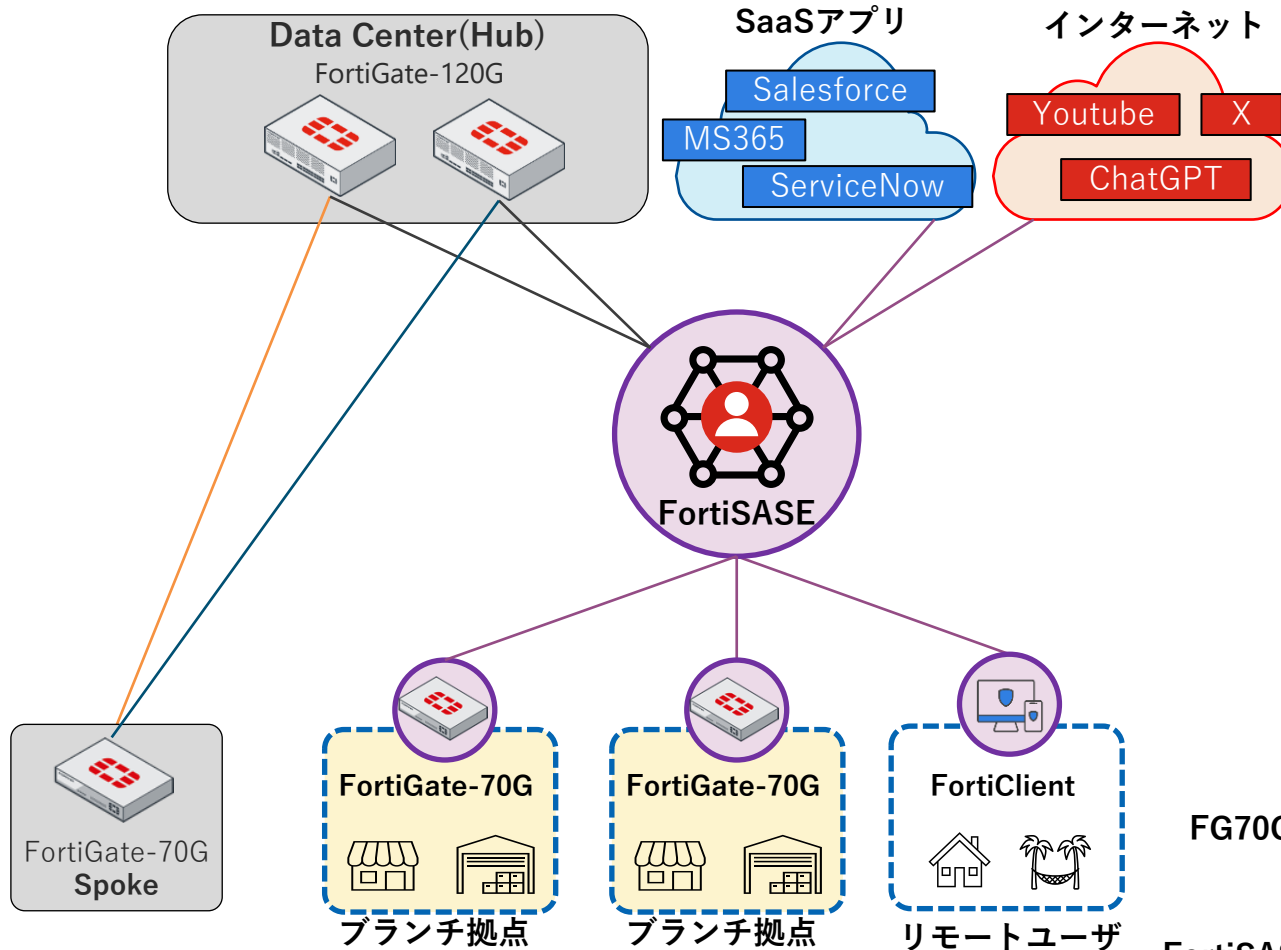 Data Center(Hub)
FortiGate-120G
SaaSアプリ
Salesforce
MS365
ServiceNow
インターネット
Youtube
X
ChatGPT
FortiSASE
FortiGate-70G
Spoke
FortiGate-70G
ブランチ拠点
FortiGate-70G
ブランチ拠点
FortiClient
リモートユーザ